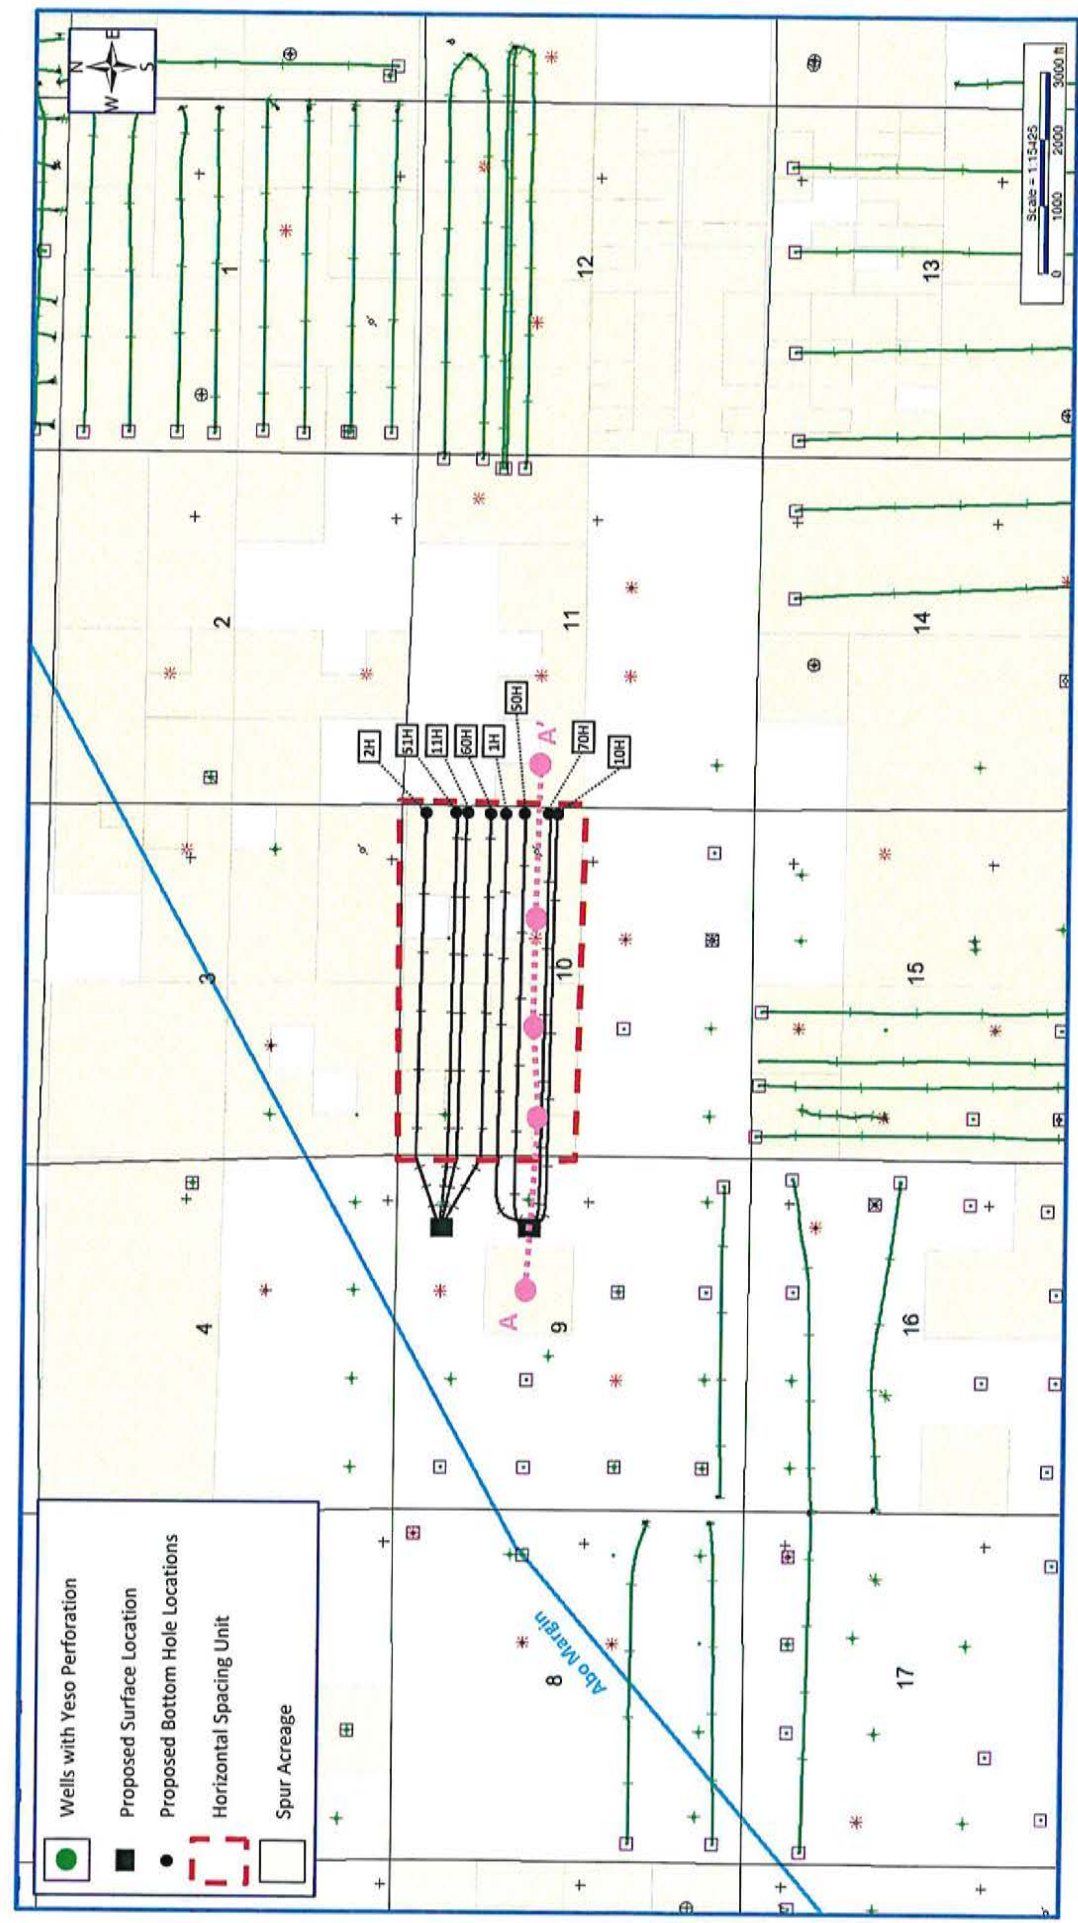 N
E
S
W
Scale = 1:15425
0 1000 2000 3000 ft
1
2
3
4
8
9
10
11
12
13
14
15
16
17
2H
51H
11H
60H
1H
50H
70H
10H
A
A'
Abo Margin
Wells with Yeso Perforation
Proposed Surface Location
Proposed Bottom Hole Locations
Horizontal Spacing Unit
Spur Acreage